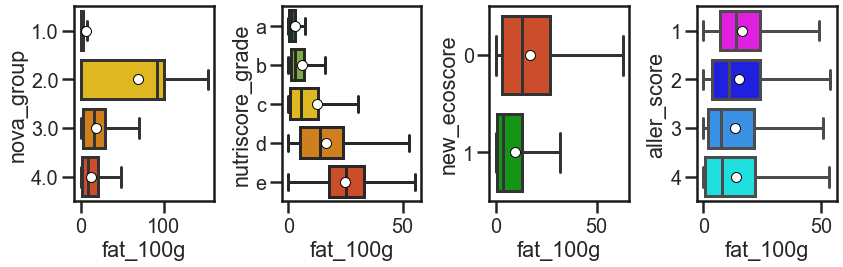 nova_group
1.0
2.0
3.0
4.0
0 100
fat_100g
nutriscore_grade
a
b
c
d
e
0 50
fat_100g
new_ecoscore
0
1
0 50
fat_100g
aller_score
1
2
3
4
0 50
fat_100g